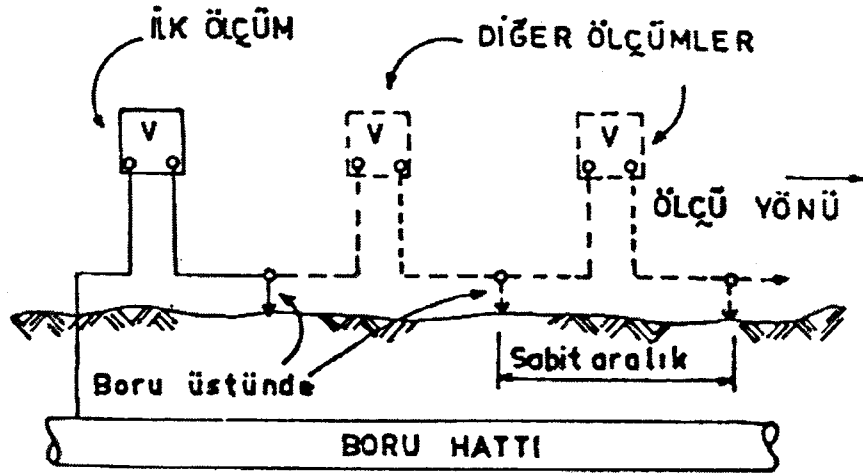 İLK ÖLÇÜM
DİĞER ÖLÇÜMLER
V
V
V
ÖLÇÜ YÖNÜ
Sabit aralık
Boru üstünde
BORU HATTI